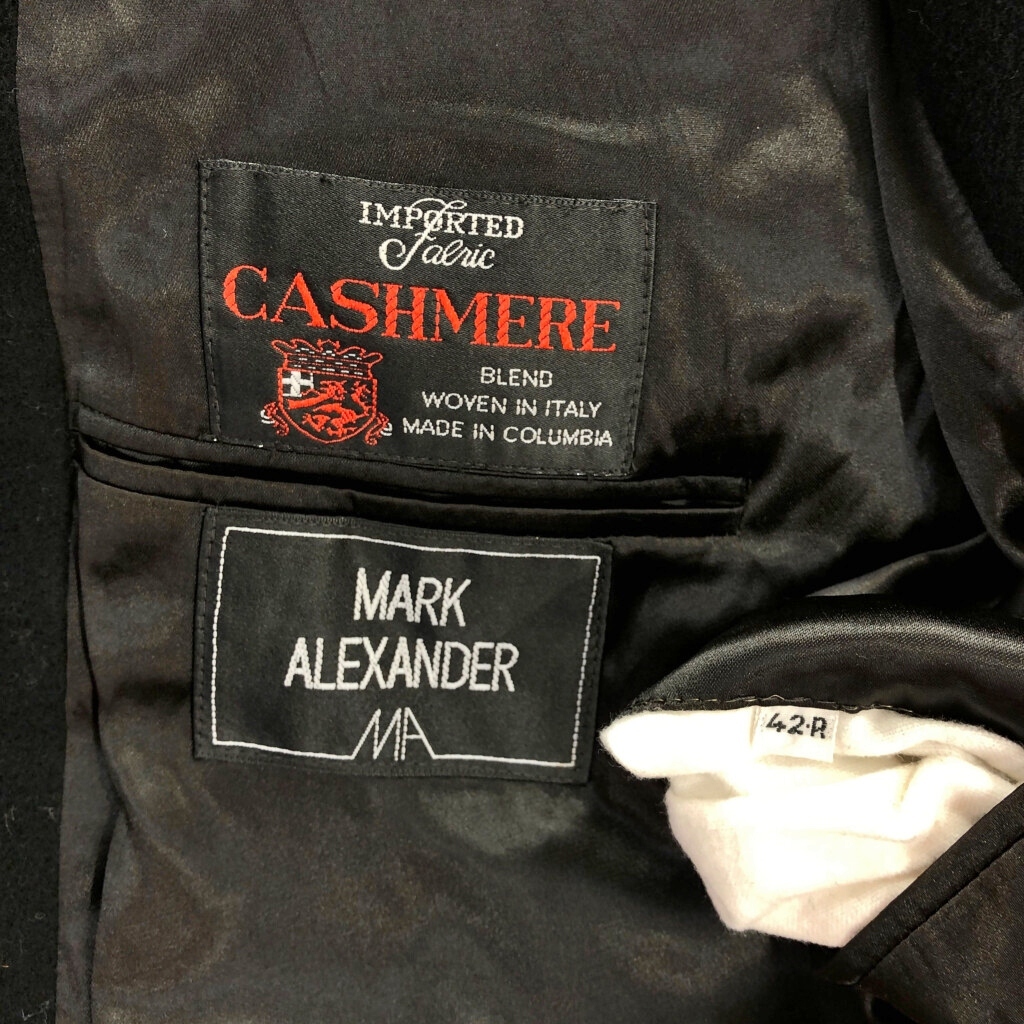 IMPORTED
Fabric
CASHMERE
BLEND
WOVEN IN ITALY
MADE IN COLUMBIA
MARK
ALEXANDER
MA
42·R